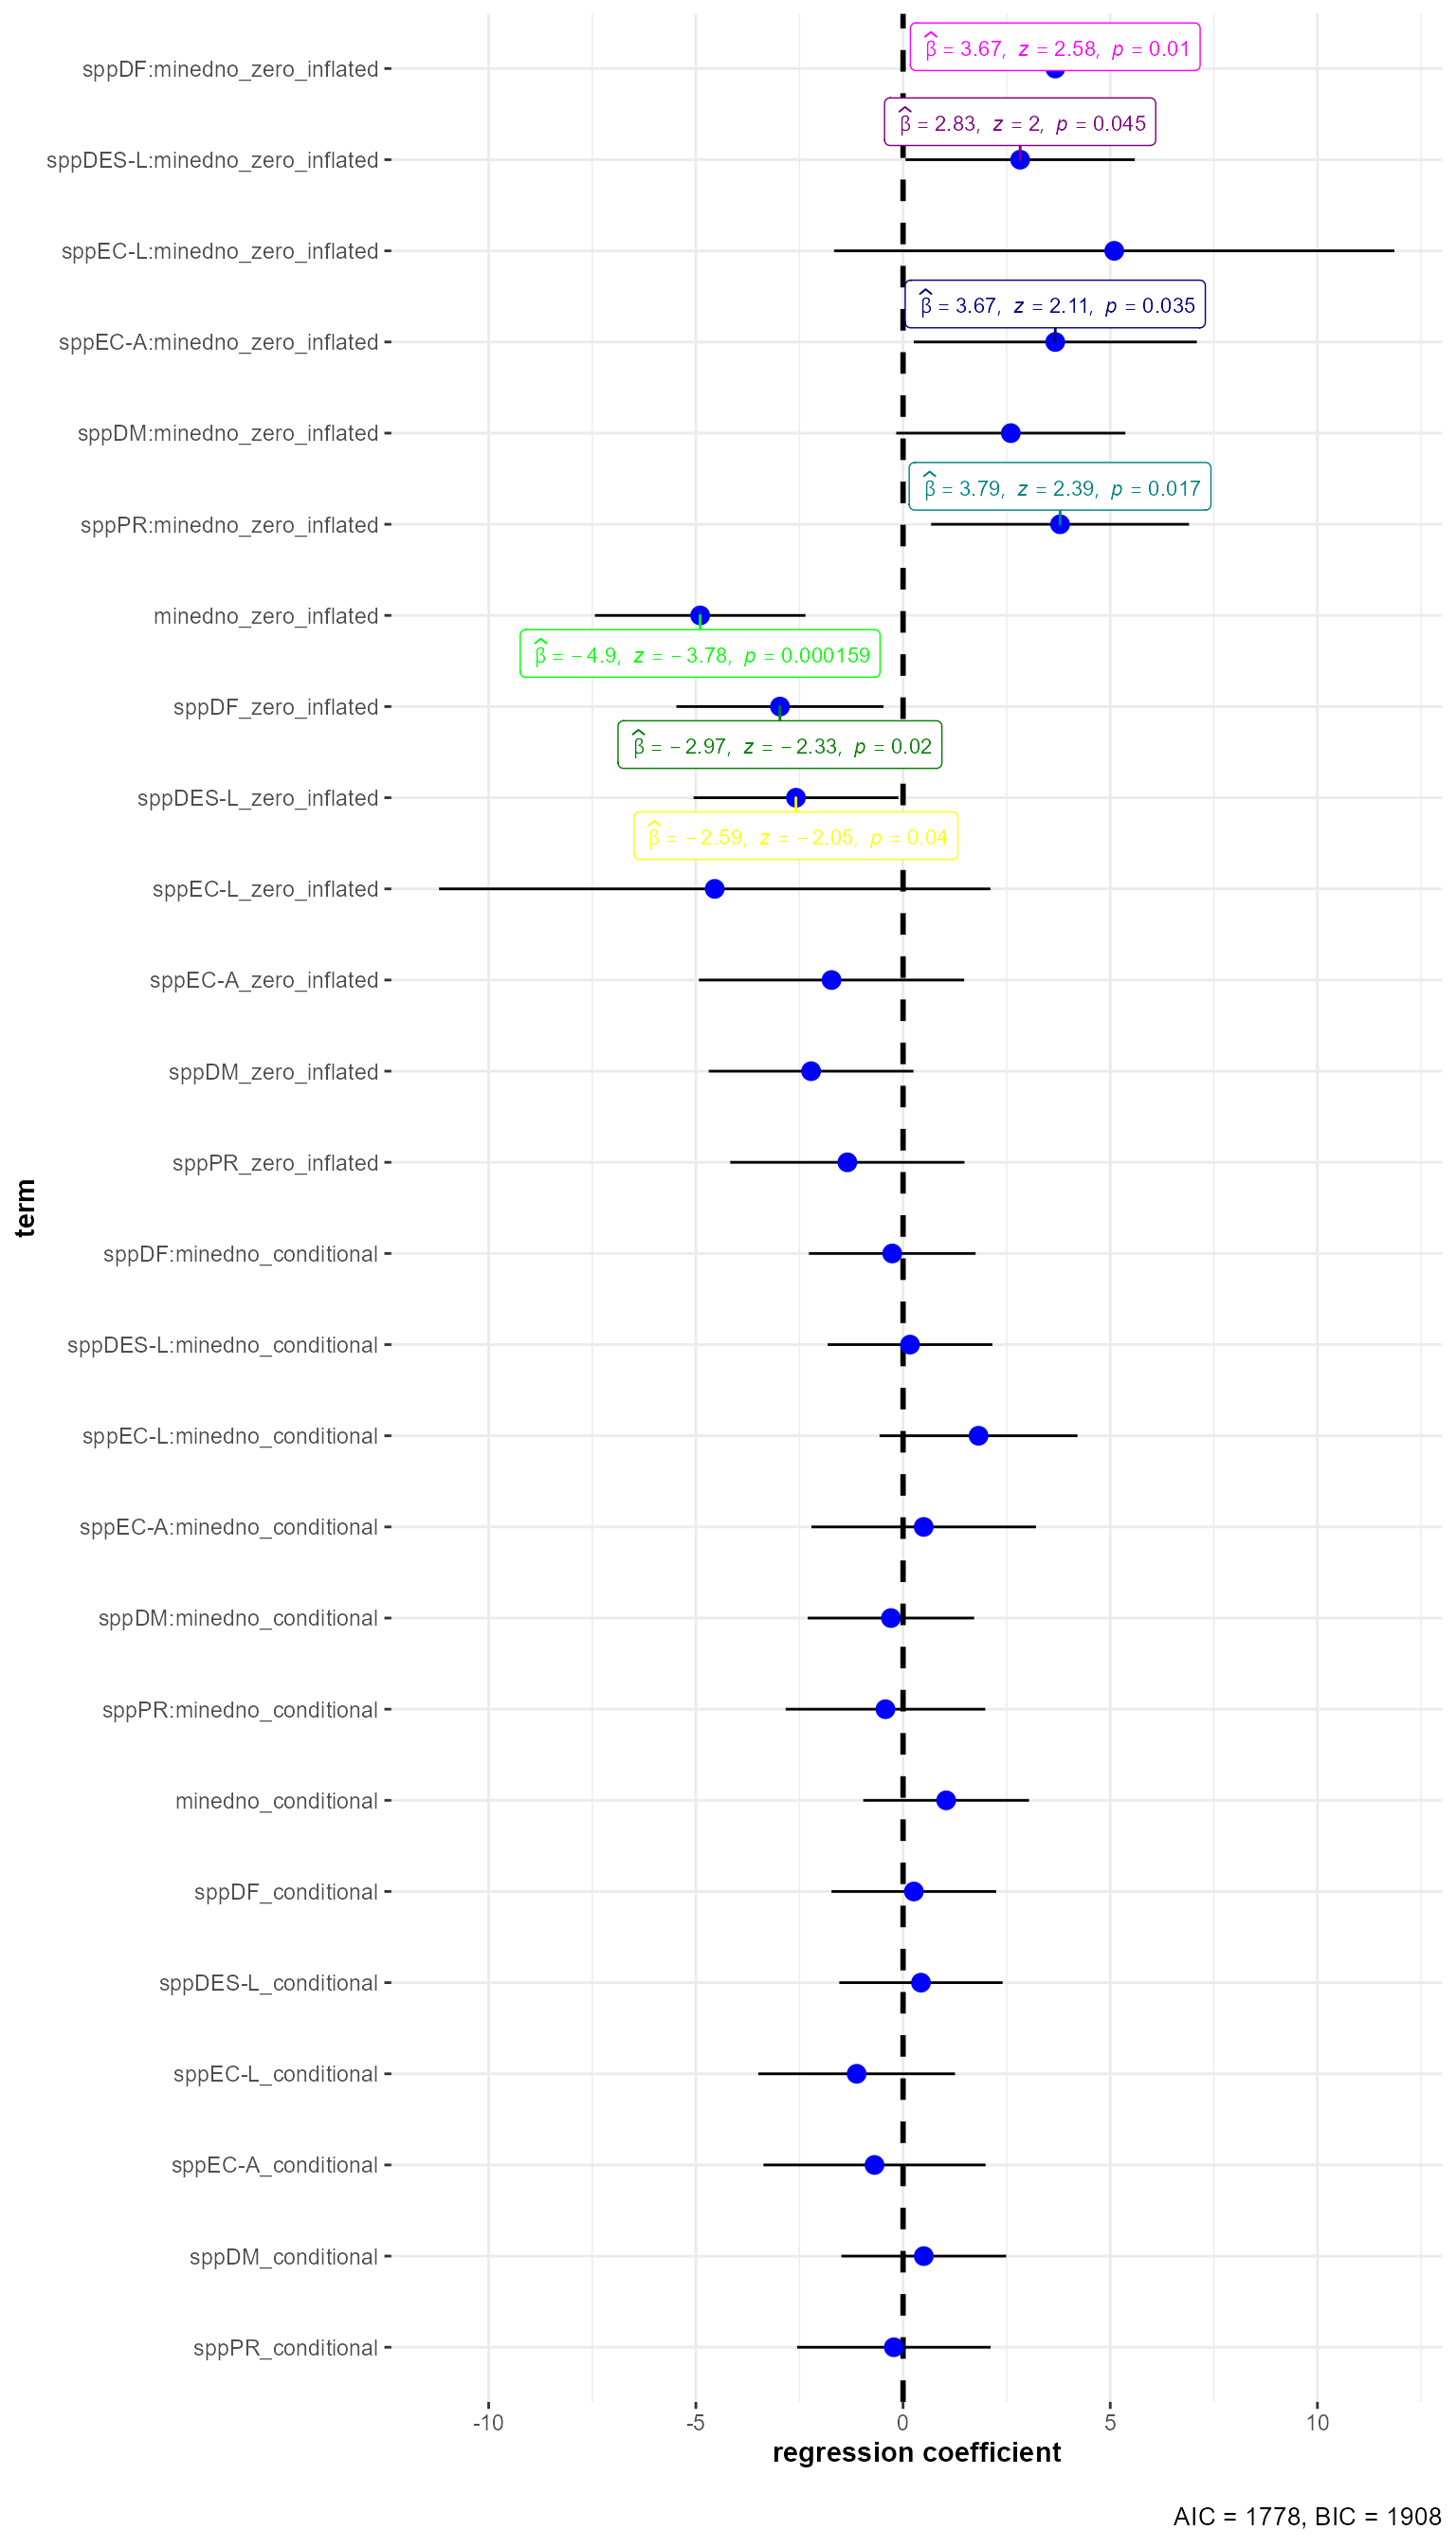 sppDF:minedno_zero_inflated
β̂ = 3.67, z = 2.58, p = 0.01
β̂ = 2.83, z = 2, p = 0.045
sppDES-L:minedno_zero_inflated
sppEC-L:minedno_zero_inflated
β̂ = 3.67, z = 2.11, p = 0.035
sppEC-A:minedno_zero_inflated
sppDM:minedno_zero_inflated
β̂ = 3.79, z = 2.39, p = 0.017
sppPR:minedno_zero_inflated
minedno_zero_inflated
β̂ = −4.9, z = −3.78, p = 0.000159
sppDF_zero_inflated
β̂ = −2.97, z = −2.33, p = 0.02
sppDES-L_zero_inflated
β̂ = −2.59, z = −2.05, p = 0.04
sppEC-L_zero_inflated
sppEC-A_zero_inflated
sppDM_zero_inflated
sppPR_zero_inflated
term
sppDF:minedno_conditional
sppDES-L:minedno_conditional
sppEC-L:minedno_conditional
sppEC-A:minedno_conditional
sppDM:minedno_conditional
sppPR:minedno_conditional
minedno_conditional
sppDF_conditional
sppDES-L_conditional
sppEC-L_conditional
sppEC-A_conditional
sppDM_conditional
sppPR_conditional
-10 -5 0 5 10
regression coefficient
AIC = 1778, BIC = 1908